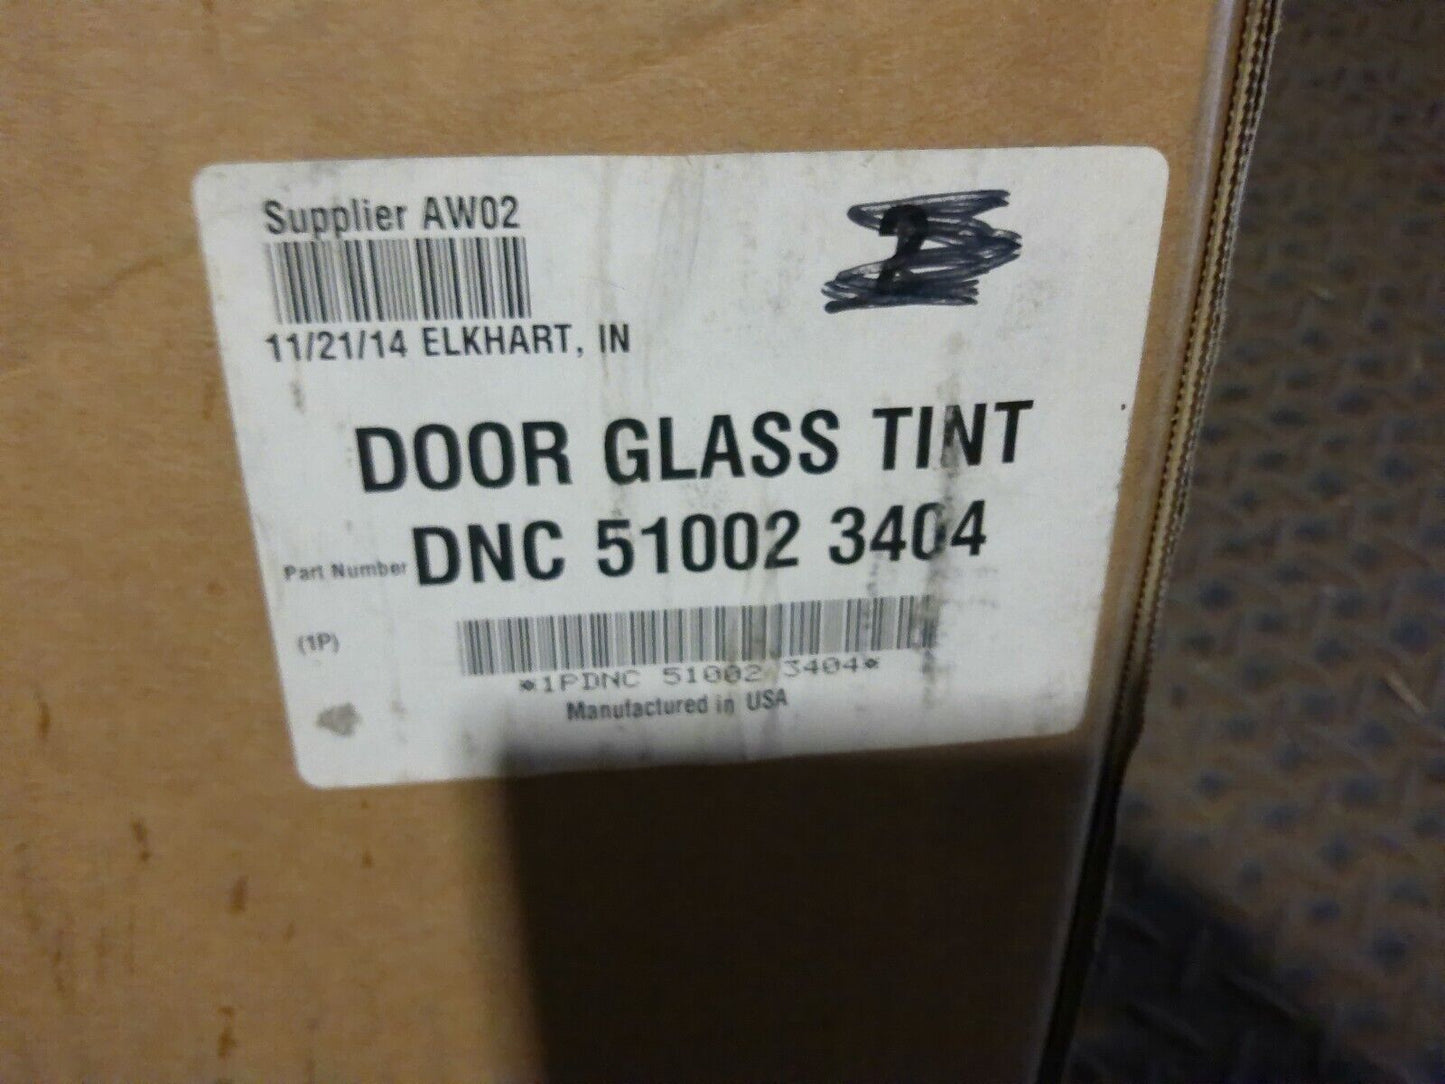 Supplier AW02
11/21/14 ELKHART, IN
DOOR GLASS TINT
Part Number DNC 51002 3404
(1P)
*1PDNC 51002 3404*
Manufactured in USA